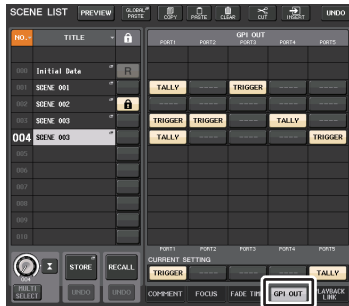 SCENE LIST PREVIEW GLOBAL PASTE COPY PASTE CLEAR CUT INSERT UNDO
GPI OUT
NO. TITLE PORT1 PORT2 PORT3 PORT4 PORT5
000 Initial Data R
001 SCENE 001 TALLY ---- TRIGGER ---- ----
002 SCENE 002 ---- ---- ---- ---- ----
003 SCENE 003 TRIGGER TRIGGER ---- TALLY ----
004 SCENE 003 TALLY ---- ---- ---- TRIGGER
005
006
007
008
009
010
PORT1 PORT2 PORT3 PORT4 PORT5
CURRENT SETTING
004 STORE RECALL TRIGGER ---- ---- ---- TALLY
MULTI SELECT UNDO UNDO COMMENT FOCUS FADE TIME GPI OUT PLAYBACK LINK